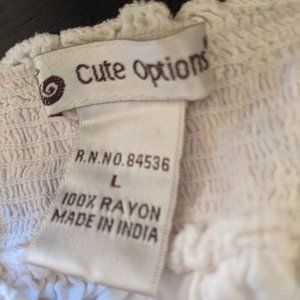 Cute Options
R.N.NO.84536
L
100% RAYON
MADE IN INDIA